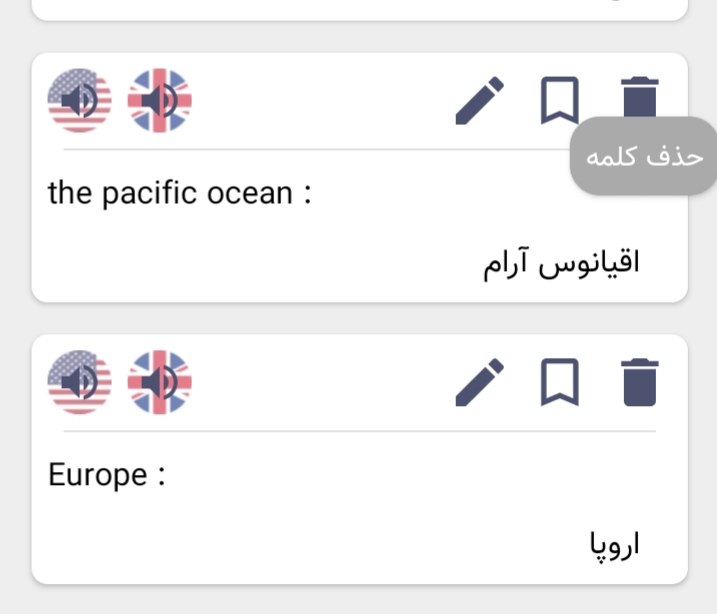 حذف کلمه
the pacific ocean :
اقیانوس آرام
Europe :
اروپا